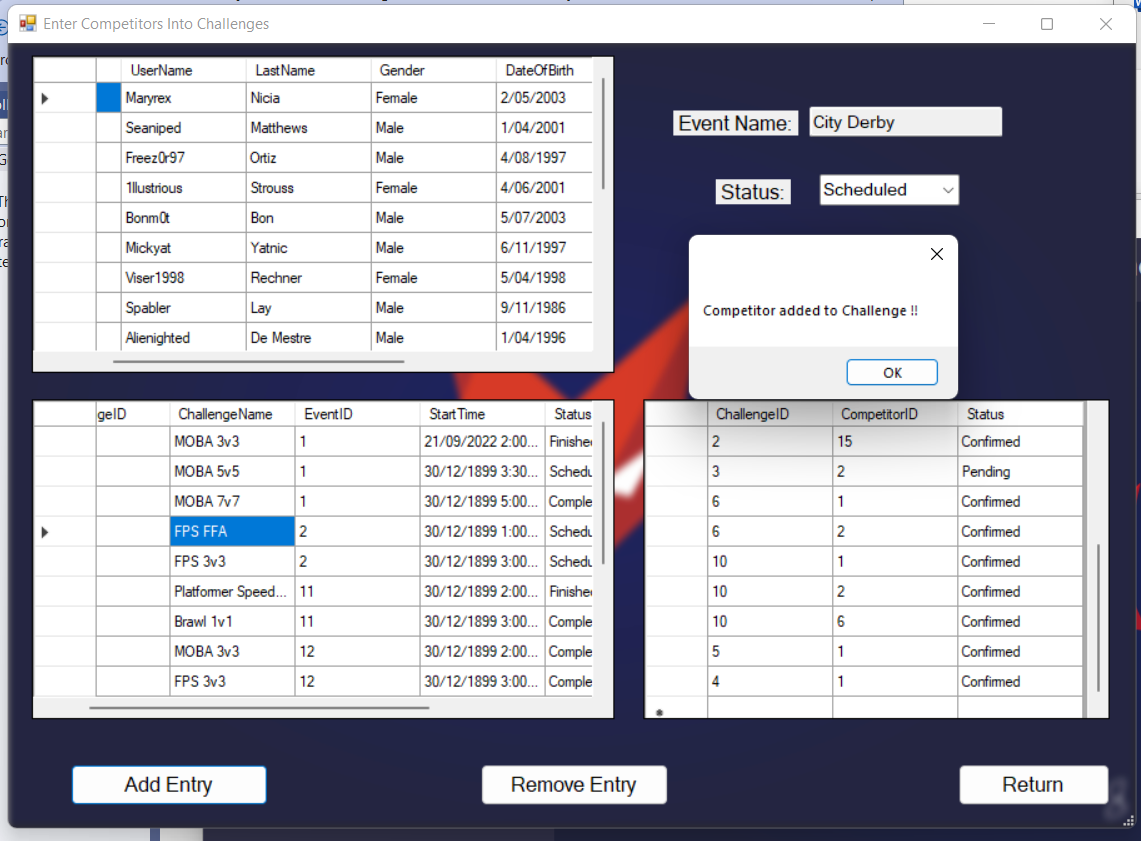 Enter Competitors Into Challenges
UserName LastName Gender DateOfBirth
Maryrex Nicia Female 2/05/2003
Seaniped Matthews Male 1/04/2001
Freez0r97 Ortiz Male 4/08/1997
1llustrious Strouss Female 4/06/2001
Bonm0t Bon Male 5/07/2003
Mickyat Yatnic Male 6/11/1997
Viser1998 Rechner Female 5/04/1998
Spabler Lay Male 9/11/1986
Alienighted De Mestre Male 1/04/1996
Event Name: City Derby
Status: Scheduled
Competitor added to Challenge !!
OK
geID ChallengeName EventID StartTime Status
MOBA 3v3 1 21/09/2022 2:00... Finishe
MOBA 5v5 1 30/12/1899 3:30... Schedu
MOBA 7v7 1 30/12/1899 5:00... Comple
FPS FFA 2 30/12/1899 1:00... Schedu
FPS 3v3 2 30/12/1899 3:00... Schedu
Platformer Speed... 11 30/12/1899 2:00... Finishe
Brawl 1v1 11 30/12/1899 3:00... Comple
MOBA 3v3 12 30/12/1899 2:00... Comple
FPS 3v3 12 30/12/1899 3:00... Comple
ChallengeID CompetitorID Status
2 15 Confirmed
3 2 Pending
6 1 Confirmed
6 2 Confirmed
10 1 Confirmed
10 2 Confirmed
10 6 Confirmed
5 1 Confirmed
4 1 Confirmed
Add Entry
Remove Entry
Return